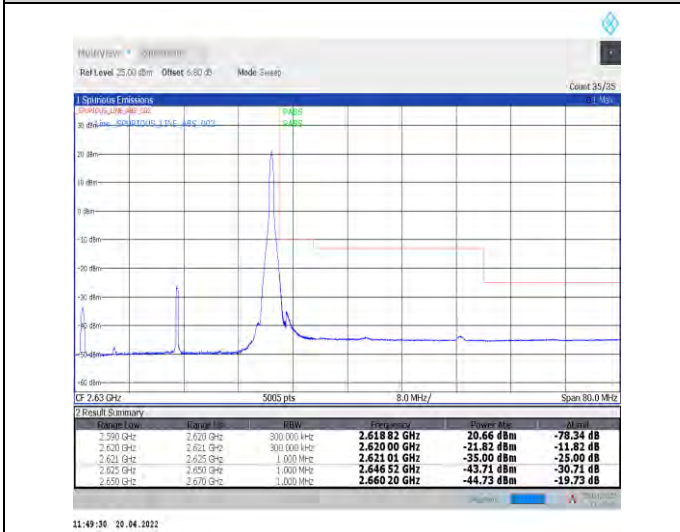 MultiView
Ref Level 25.00 dBm Offset 6.80 dB Mode Sweep
Count 35/35
1 Spurious Emissions
SPURIOUS_LINE_ABS_002 PASS
30 dBm Line _SPURIOUS_LINE_ABS_002 PASS
20 dBm
10 dBm
0 dBm
-10 dBm
-20 dBm
-30 dBm
-40 dBm
-50 dBm
-60 dBm
CF 2.63 GHz 5005 pts 8.0 MHz/ Span 80.0 MHz
2 Result Summary
Range Low Range Up RBW Frequency Power Abs ΔLimit
2.590 GHz 2.620 GHz 300.000 kHz 2.618 82 GHz 20.66 dBm -78.34 dB
2.620 GHz 2.621 GHz 300.000 kHz 2.620 00 GHz -21.82 dBm -11.82 dB
2.621 GHz 2.625 GHz 1.000 MHz 2.621 01 GHz -35.00 dBm -25.00 dB
2.625 GHz 2.650 GHz 1.000 MHz 2.646 52 GHz -43.71 dBm -30.71 dB
2.650 GHz 2.670 GHz 1.000 MHz 2.660 20 GHz -44.73 dBm -19.73 dB
11:49:30 20.04.2022